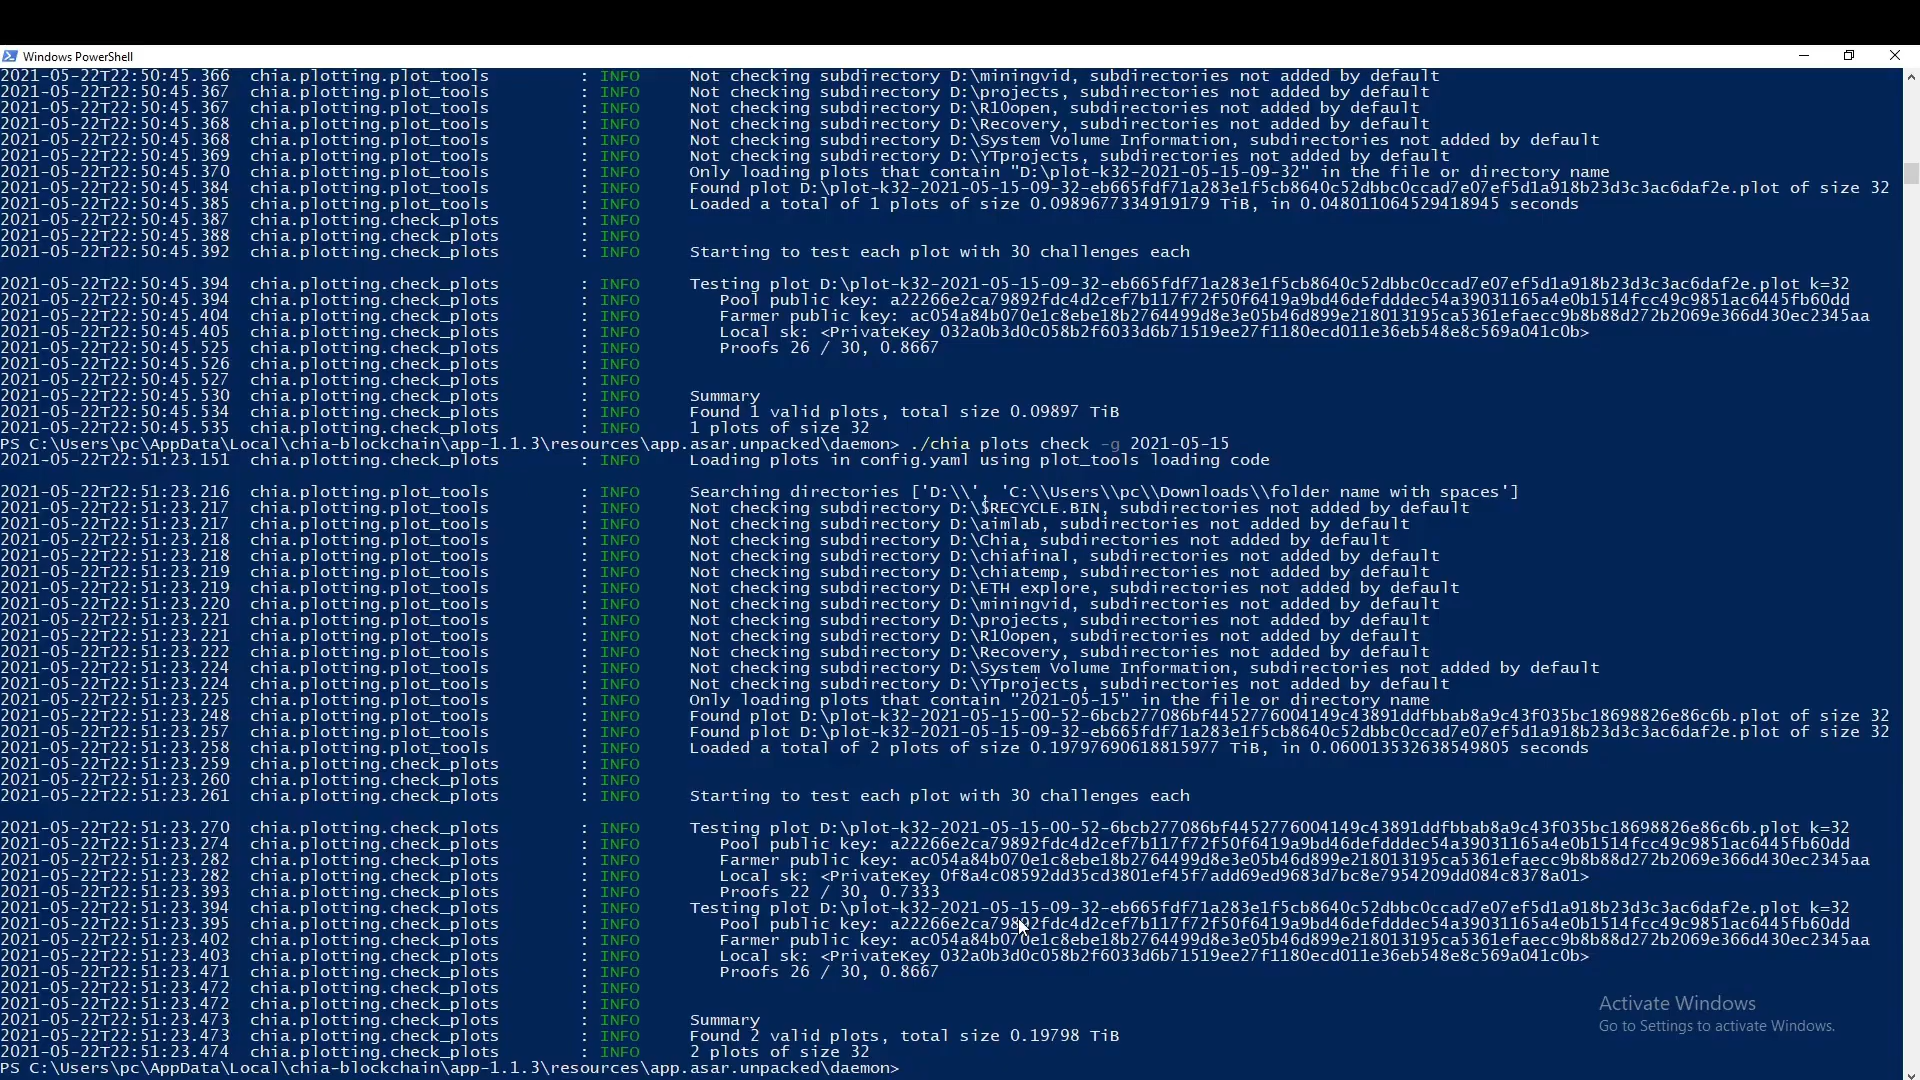 Windows PowerShell
2021-05-22T22:50:45.366 chia.plotting.plot_tools : INFO Not checking subdirectory D:\miningvid, subdirectories not added by default
2021-05-22T22:50:45.367 chia.plotting.plot_tools : INFO Not checking subdirectory D:\projects, subdirectories not added by default
2021-05-22T22:50:45.367 chia.plotting.plot_tools : INFO Not checking subdirectory D:\R10open, subdirectories not added by default
2021-05-22T22:50:45.368 chia.plotting.plot_tools : INFO Not checking subdirectory D:\Recovery, subdirectories not added by default
2021-05-22T22:50:45.368 chia.plotting.plot_tools : INFO Not checking subdirectory D:\System Volume Information, subdirectories not added by default
2021-05-22T22:50:45.369 chia.plotting.plot_tools : INFO Not checking subdirectory D:\YTprojects, subdirectories not added by default
2021-05-22T22:50:45.370 chia.plotting.plot_tools : INFO Only loading plots that contain "D:\plot-k32-2021-05-15-09-32" in the file or directory name
2021-05-22T22:50:45.384 chia.plotting.plot_tools : INFO Found plot D:\plot-k32-2021-05-15-09-32-eb665fdf71a283e1f5cb8640c52dbbc0ccad7e07ef5d1a918b23d3c3ac6daf2e.plot of size 32
2021-05-22T22:50:45.385 chia.plotting.plot_tools : INFO Loaded a total of 1 plots of size 0.0989677334919179 TiB, in 0.048011064529418945 seconds
2021-05-22T22:50:45.387 chia.plotting.check_plots : INFO
2021-05-22T22:50:45.388 chia.plotting.check_plots : INFO
2021-05-22T22:50:45.392 chia.plotting.check_plots : INFO Starting to test each plot with 30 challenges each
2021-05-22T22:50:45.394 chia.plotting.check_plots : INFO Testing plot D:\plot-k32-2021-05-15-09-32-eb665fdf71a283e1f5cb8640c52dbbc0ccad7e07ef5d1a918b23d3c3ac6daf2e.plot k=32
2021-05-22T22:50:45.394 chia.plotting.check_plots : INFO Pool public key: a22266e2ca79892fdc4d2cef7b117f72f50f6419a9bd46defdddec54a39031165a4e0b1514fcc49c9851ac6445fb60dd
2021-05-22T22:50:45.404 chia.plotting.check_plots : INFO Farmer public key: ac054a84b070e1c8ebe18b2764499d8e3e05b46d899e218013195ca5361efaecc9b8b88d272b2069e366d430ec2345aa
2021-05-22T22:50:45.405 chia.plotting.check_plots : INFO Local sk: <PrivateKey 032a0b3d0c058b2f6033d6b71519ee27f1180ecd011e36eb548e8c569a041c0b>
2021-05-22T22:50:45.525 chia.plotting.check_plots : INFO Proofs 26 / 30, 0.8667
2021-05-22T22:50:45.526 chia.plotting.check_plots : INFO
2021-05-22T22:50:45.527 chia.plotting.check_plots : INFO
2021-05-22T22:50:45.530 chia.plotting.check_plots : INFO Summary
2021-05-22T22:50:45.534 chia.plotting.check_plots : INFO Found 1 valid plots, total size 0.09897 TiB
2021-05-22T22:50:45.535 chia.plotting.check_plots : INFO 1 plots of size 32
PS C:\Users\pc\AppData\Local\chia-blockchain\app-1.1.3\resources\app.asar.unpacked\daemon> ./chia plots check -g 2021-05-15
2021-05-22T22:51:23.151 chia.plotting.check_plots : INFO Loading plots in config.yaml using plot_tools loading code
2021-05-22T22:51:23.216 chia.plotting.plot_tools : INFO Searching directories ['D:\\', 'C:\\Users\\pc\\Downloads\\folder name with spaces']
2021-05-22T22:51:23.217 chia.plotting.plot_tools : INFO Not checking subdirectory D:\$RECYCLE.BIN, subdirectories not added by default
2021-05-22T22:51:23.217 chia.plotting.plot_tools : INFO Not checking subdirectory D:\aimlab, subdirectories not added by default
2021-05-22T22:51:23.218 chia.plotting.plot_tools : INFO Not checking subdirectory D:\Chia, subdirectories not added by default
2021-05-22T22:51:23.218 chia.plotting.plot_tools : INFO Not checking subdirectory D:\chiafinal, subdirectories not added by default
2021-05-22T22:51:23.219 chia.plotting.plot_tools : INFO Not checking subdirectory D:\chiatemp, subdirectories not added by default
2021-05-22T22:51:23.219 chia.plotting.plot_tools : INFO Not checking subdirectory D:\ETH explore, subdirectories not added by default
2021-05-22T22:51:23.220 chia.plotting.plot_tools : INFO Not checking subdirectory D:\miningvid, subdirectories not added by default
2021-05-22T22:51:23.221 chia.plotting.plot_tools : INFO Not checking subdirectory D:\projects, subdirectories not added by default
2021-05-22T22:51:23.221 chia.plotting.plot_tools : INFO Not checking subdirectory D:\R10open, subdirectories not added by default
2021-05-22T22:51:23.222 chia.plotting.plot_tools : INFO Not checking subdirectory D:\Recovery, subdirectories not added by default
2021-05-22T22:51:23.224 chia.plotting.plot_tools : INFO Not checking subdirectory D:\System Volume Information, subdirectories not added by default
2021-05-22T22:51:23.224 chia.plotting.plot_tools : INFO Not checking subdirectory D:\YTprojects, subdirectories not added by default
2021-05-22T22:51:23.225 chia.plotting.plot_tools : INFO Only loading plots that contain "2021-05-15" in the file or directory name
2021-05-22T22:51:23.248 chia.plotting.plot_tools : INFO Found plot D:\plot-k32-2021-05-15-00-52-6bcb277086bf4452776004149c43891ddfbbab8a9c43f035bc18698826e86c6b.plot of size 32
2021-05-22T22:51:23.257 chia.plotting.plot_tools : INFO Found plot D:\plot-k32-2021-05-15-09-32-eb665fdf71a283e1f5cb8640c52dbbc0ccad7e07ef5d1a918b23d3c3ac6daf2e.plot of size 32
2021-05-22T22:51:23.258 chia.plotting.plot_tools : INFO Loaded a total of 2 plots of size 0.19797690618815977 TiB, in 0.060013532638549805 seconds
2021-05-22T22:51:23.259 chia.plotting.check_plots : INFO
2021-05-22T22:51:23.260 chia.plotting.check_plots : INFO
2021-05-22T22:51:23.261 chia.plotting.check_plots : INFO Starting to test each plot with 30 challenges each
2021-05-22T22:51:23.270 chia.plotting.check_plots : INFO Testing plot D:\plot-k32-2021-05-15-00-52-6bcb277086bf4452776004149c43891ddfbbab8a9c43f035bc18698826e86c6b.plot k=32
2021-05-22T22:51:23.274 chia.plotting.check_plots : INFO Pool public key: a22266e2ca79892fdc4d2cef7b117f72f50f6419a9bd46defdddec54a39031165a4e0b1514fcc49c9851ac6445fb60dd
2021-05-22T22:51:23.282 chia.plotting.check_plots : INFO Farmer public key: ac054a84b070e1c8ebe18b2764499d8e3e05b46d899e218013195ca5361efaecc9b8b88d272b2069e366d430ec2345aa
2021-05-22T22:51:23.282 chia.plotting.check_plots : INFO Local sk: <PrivateKey 0f8a4c08592dd35cd3801ef45f7add69ed9683d7bc8e7954209dd084c8378a01>
2021-05-22T22:51:23.393 chia.plotting.check_plots : INFO Proofs 22 / 30, 0.7333
2021-05-22T22:51:23.394 chia.plotting.check_plots : INFO Testing plot D:\plot-k32-2021-05-15-09-32-eb665fdf71a283e1f5cb8640c52dbbc0ccad7e07ef5d1a918b23d3c3ac6daf2e.plot k=32
2021-05-22T22:51:23.395 chia.plotting.check_plots : INFO Pool public key: a22266e2ca79892fdc4d2cef7b117f72f50f6419a9bd46defdddec54a39031165a4e0b1514fcc49c9851ac6445fb60dd
2021-05-22T22:51:23.402 chia.plotting.check_plots : INFO Farmer public key: ac054a84b070e1c8ebe18b2764499d8e3e05b46d899e218013195ca5361efaecc9b8b88d272b2069e366d430ec2345aa
2021-05-22T22:51:23.403 chia.plotting.check_plots : INFO Local sk: <PrivateKey 032a0b3d0c058b2f6033d6b71519ee27f1180ecd011e36eb548e8c569a041c0b>
2021-05-22T22:51:23.471 chia.plotting.check_plots : INFO Proofs 26 / 30, 0.8667
2021-05-22T22:51:23.472 chia.plotting.check_plots : INFO
2021-05-22T22:51:23.472 chia.plotting.check_plots : INFO
2021-05-22T22:51:23.473 chia.plotting.check_plots : INFO Summary
2021-05-22T22:51:23.473 chia.plotting.check_plots : INFO Found 2 valid plots, total size 0.19798 TiB
2021-05-22T22:51:23.474 chia.plotting.check_plots : INFO 2 plots of size 32
PS C:\Users\pc\AppData\Local\chia-blockchain\app-1.1.3\resources\app.asar.unpacked\daemon>
Activate Windows
Go to Settings to activate Windows.